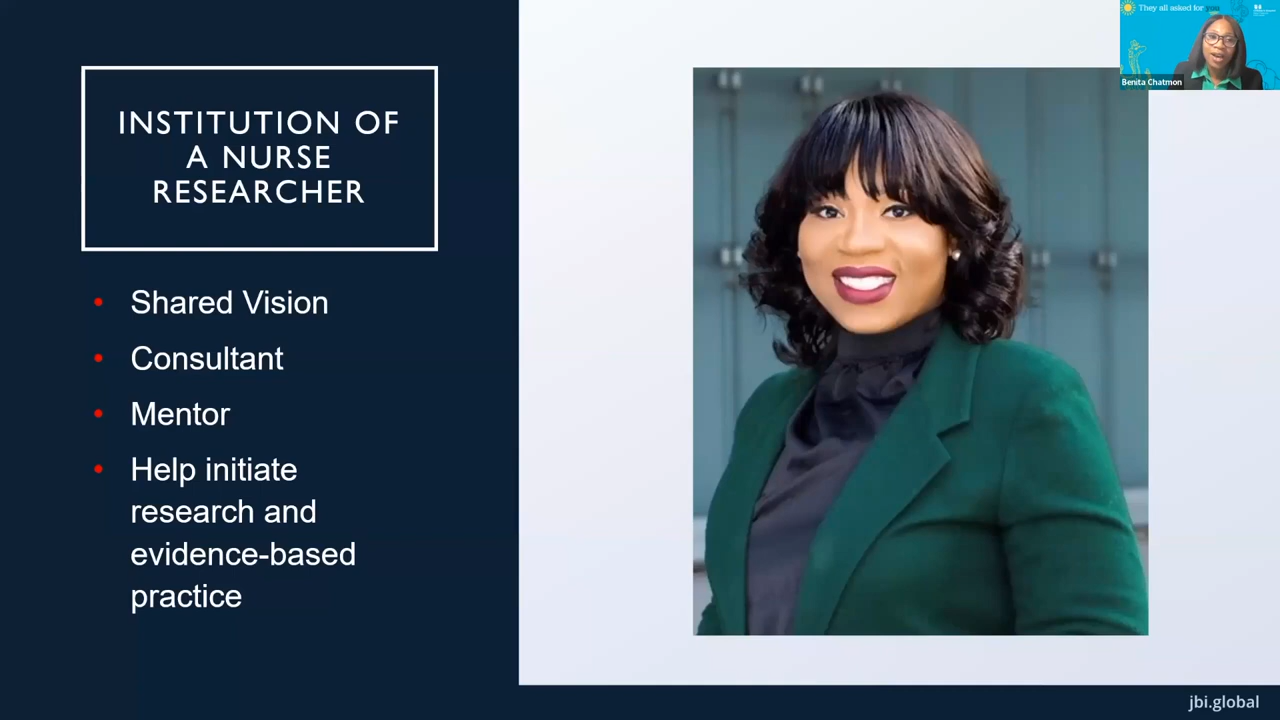 INSTITUTION OF
A NURSE
RESEARCHER
• Shared Vision
• Consultant
• Mentor
• Help initiate
research and
evidence-based
practice
They all asked for you
Benita Chatmon
jbi.global